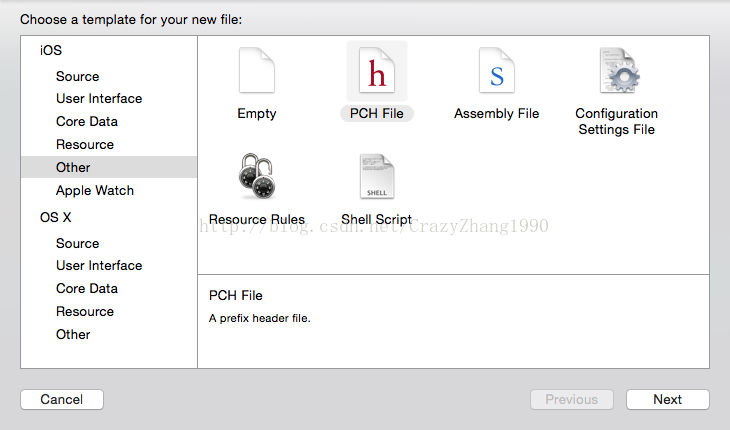 Choose a template for your new file:
iOS
Source
User Interface
Core Data
Resource
Other
Apple Watch
OS X
Source
User Interface
Core Data
Resource
Other
Empty
h
PCH File
S
Assembly File
Configuration
Settings File
Resource Rules
SHELL
Shell Script
http://blog.csdn.net/CrazyZhang1990
PCH File
A prefix header file.
Cancel
Previous
Next